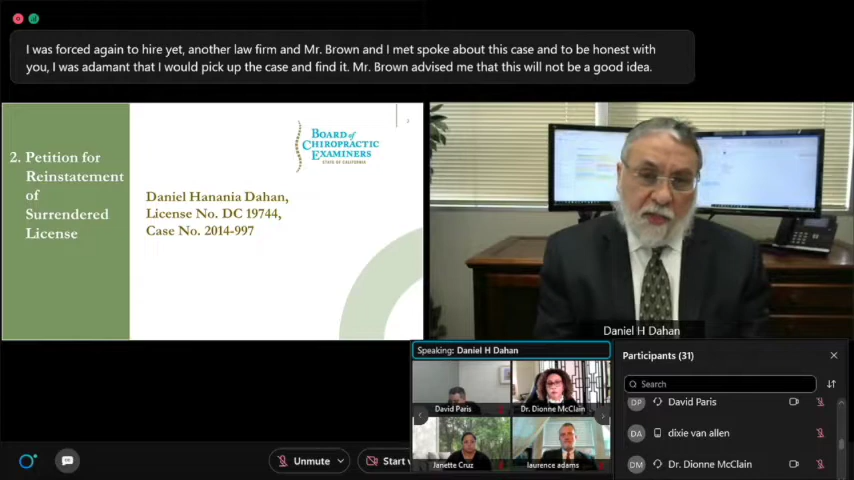 I was forced again to hire yet, another law firm and Mr. Brown and I met spoke about this case and to be honest with
you, I was adamant that I would pick up the case and find it. Mr. Brown advised me that this will not be a good idea.
2
BOARD of
CHIROPRACTIC
EXAMINERS
STATE OF CALIFORNIA
2. Petition for
Reinstatement
of
Surrendered
License
Daniel Hanania Dahan,
License No. DC 19744,
Case No. 2014-997
Daniel H Dahan
Speaking: Daniel H Dahan
David Paris
Dr. Dionne McClain
Janette Cruz
laurence adams
Participants (31)
Search
DP David Paris
DA dixie van allen
DM Dr. Dionne McClain
Unmute
Start v